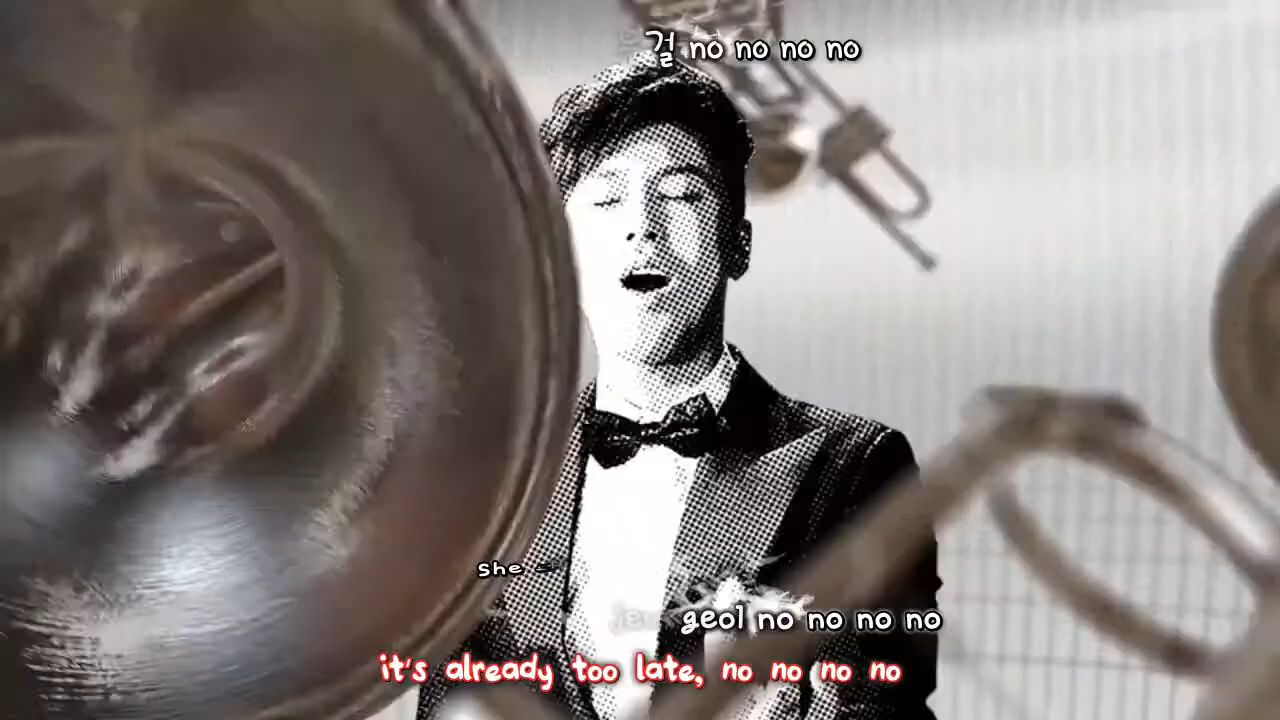 걸 no no no no
she
geol no no no no
it's already too late, no no no no